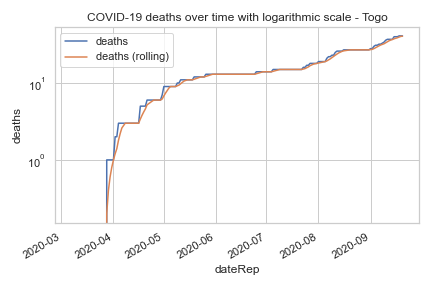 COVID-19 deaths over time with logarithmic scale - Togo
deaths
deaths (rolling)
10¹
10⁰
deaths
2020-03
2020-04
2020-05
2020-06
2020-07
2020-08
2020-09
dateRep